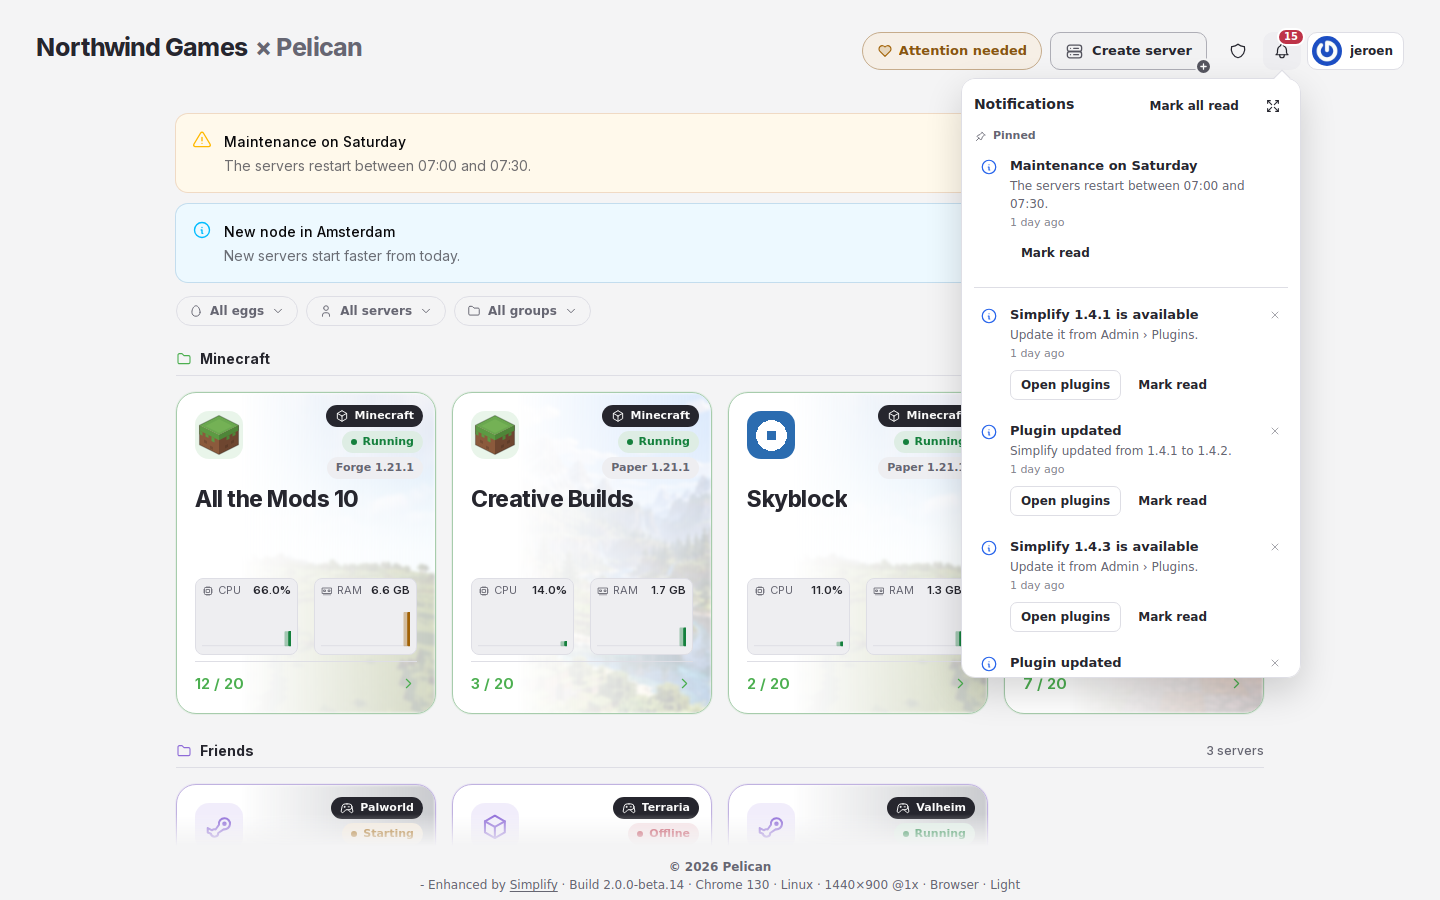 Northwind Games × Pelican
Attention needed
Create server
15
jeroen
Maintenance on Saturday
The servers restart between 07:00 and 07:30.
New node in Amsterdam
New servers start faster from today.
All eggs
All servers
All groups
Notifications
Mark all read
Pinned
Maintenance on Saturday
The servers restart between 07:00 and
07:30.
1 day ago
Mark read
Simplify 1.4.1 is available
Update it from Admin › Plugins.
1 day ago
Open plugins
Mark read
Plugin updated
Simplify updated from 1.4.1 to 1.4.2.
1 day ago
Open plugins
Mark read
Simplify 1.4.3 is available
Update it from Admin › Plugins.
1 day ago
Open plugins
Mark read
Plugin updated
Minecraft
Minecraft
Running
Forge 1.21.1
All the Mods 10
CPU 66.0%
RAM 6.6 GB
12 / 20
Minecraft
Running
Paper 1.21.1
Creative Builds
CPU 14.0%
RAM 1.7 GB
3 / 20
Minecraft
Running
Paper 1.21.1
Skyblock
CPU 11.0%
RAM 1.3 GB
2 / 20
7 / 20
Friends
3 servers
Palworld
Starting
Terraria
Offline
Valheim
Running
© 2026 Pelican
- Enhanced by Simplify · Build 2.0.0-beta.14 · Chrome 130 · Linux · 1440×900 @1x · Browser · Light